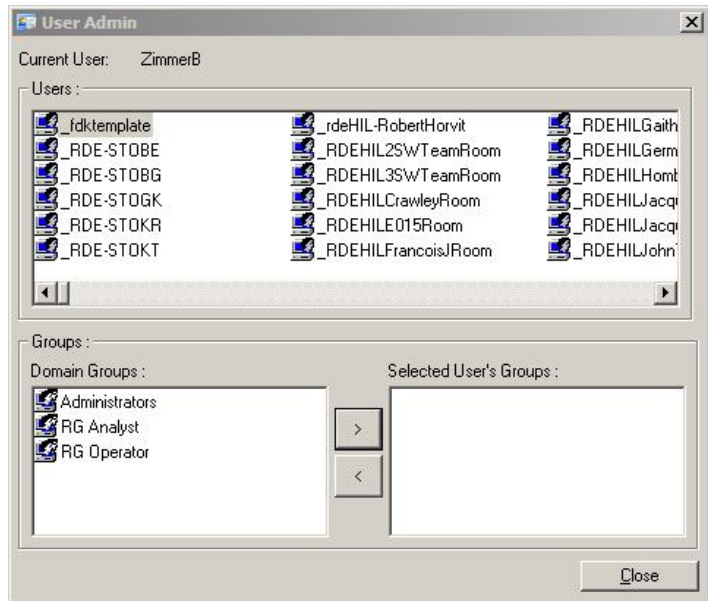 User Admin
Current User: ZimmerB
Users :
_fdktemplate
_RDE-STOBE
_RDE-STOBG
_RDE-STOGK
_RDE-STOKR
_RDE-STOKT
_rdeHIL-RobertHorvit
_RDEHIL2SWTeamRoom
_RDEHIL3SWTeamRoom
_RDEHILCrawleyRoom
_RDEHILE015Room
_RDEHILFrancoisJRoom
_RDEHILGaith
_RDEHILGerm
_RDEHILHomb
_RDEHILJacqu
_RDEHILJacqu
_RDEHILJohn
Groups :
Domain Groups :
Administrators
RG Analyst
RG Operator
>
<
Selected User's Groups :
Close